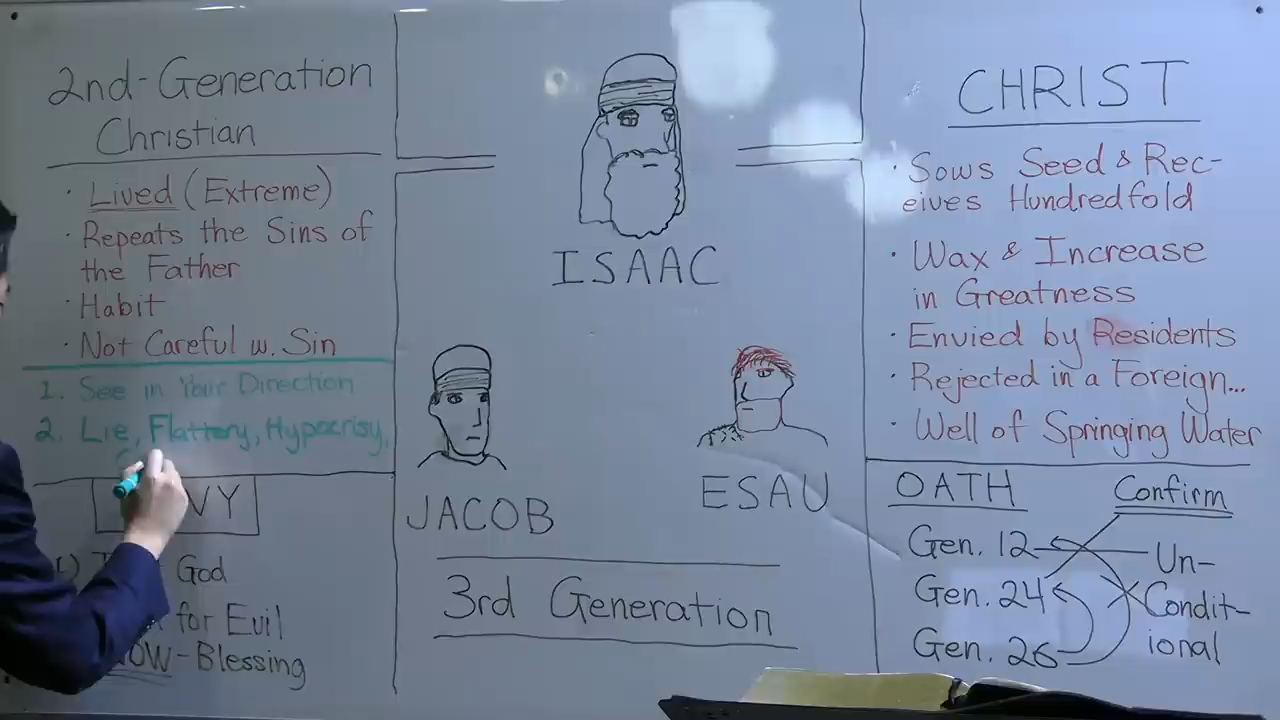 2nd-Generation
Christian
· Lived (Extreme)
· Repeats the Sins of
the Father
· Habit
· Not Careful w. Sin
1. See in Your Direction
2. Lie, Flattery, Hypocrisy,
God
for Evil
-Blessing
ISAAC
JACOB
ESAU
3rd Generation
CHRIST
· Sows Seed & Rec-
eives Hundredfold
· Wax & Increase
in Greatness
· Envied by Residents
· Rejected in a Foreign...
· Well of Springing Water
OATH
Confirm
Gen. 12
Gen. 24
Gen. 26
Un-
Condit-
ional